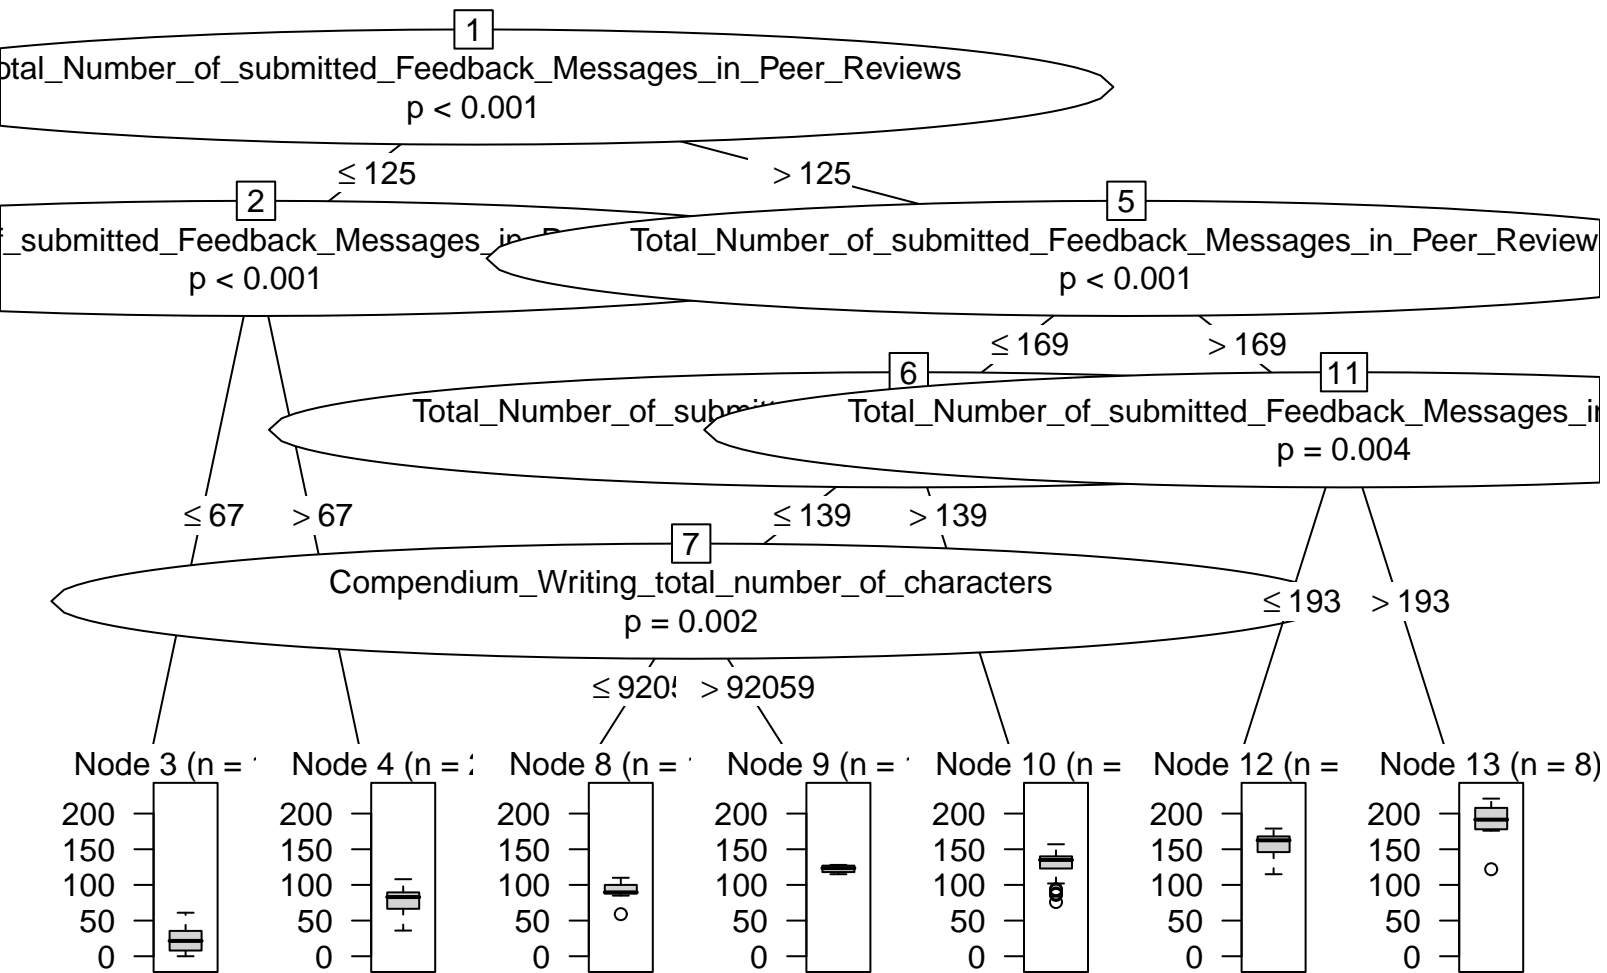 1
otal_Number_of_submitted_Feedback_Messages_in_Peer_Reviews
p < 0.001
≤ 125 > 125
2 5
_submitted_Feedback_Messages_in_P Total_Number_of_submitted_Feedback_Messages_in_Peer_Review
p < 0.001 p < 0.001
≤ 169 > 169
6 11
Total_Number_of_submit Total_Number_of_submitted_Feedback_Messages_i
p = 0.004
≤ 67 > 67 ≤ 139 > 139
7
Compendium_Writing_total_number_of_characters
p = 0.002
≤ 193 > 193
≤ 920 > 92059
Node 3 (n = Node 4 (n = Node 8 (n = Node 9 (n = Node 10 (n = Node 12 (n = Node 13 (n = 8)
200 200 200 200 200 200 200
150 150 150 150 150 150 150
100 100 100 100 100 100 100
50 50 50 50 50 50 50
0 0 0 0 0 0 0